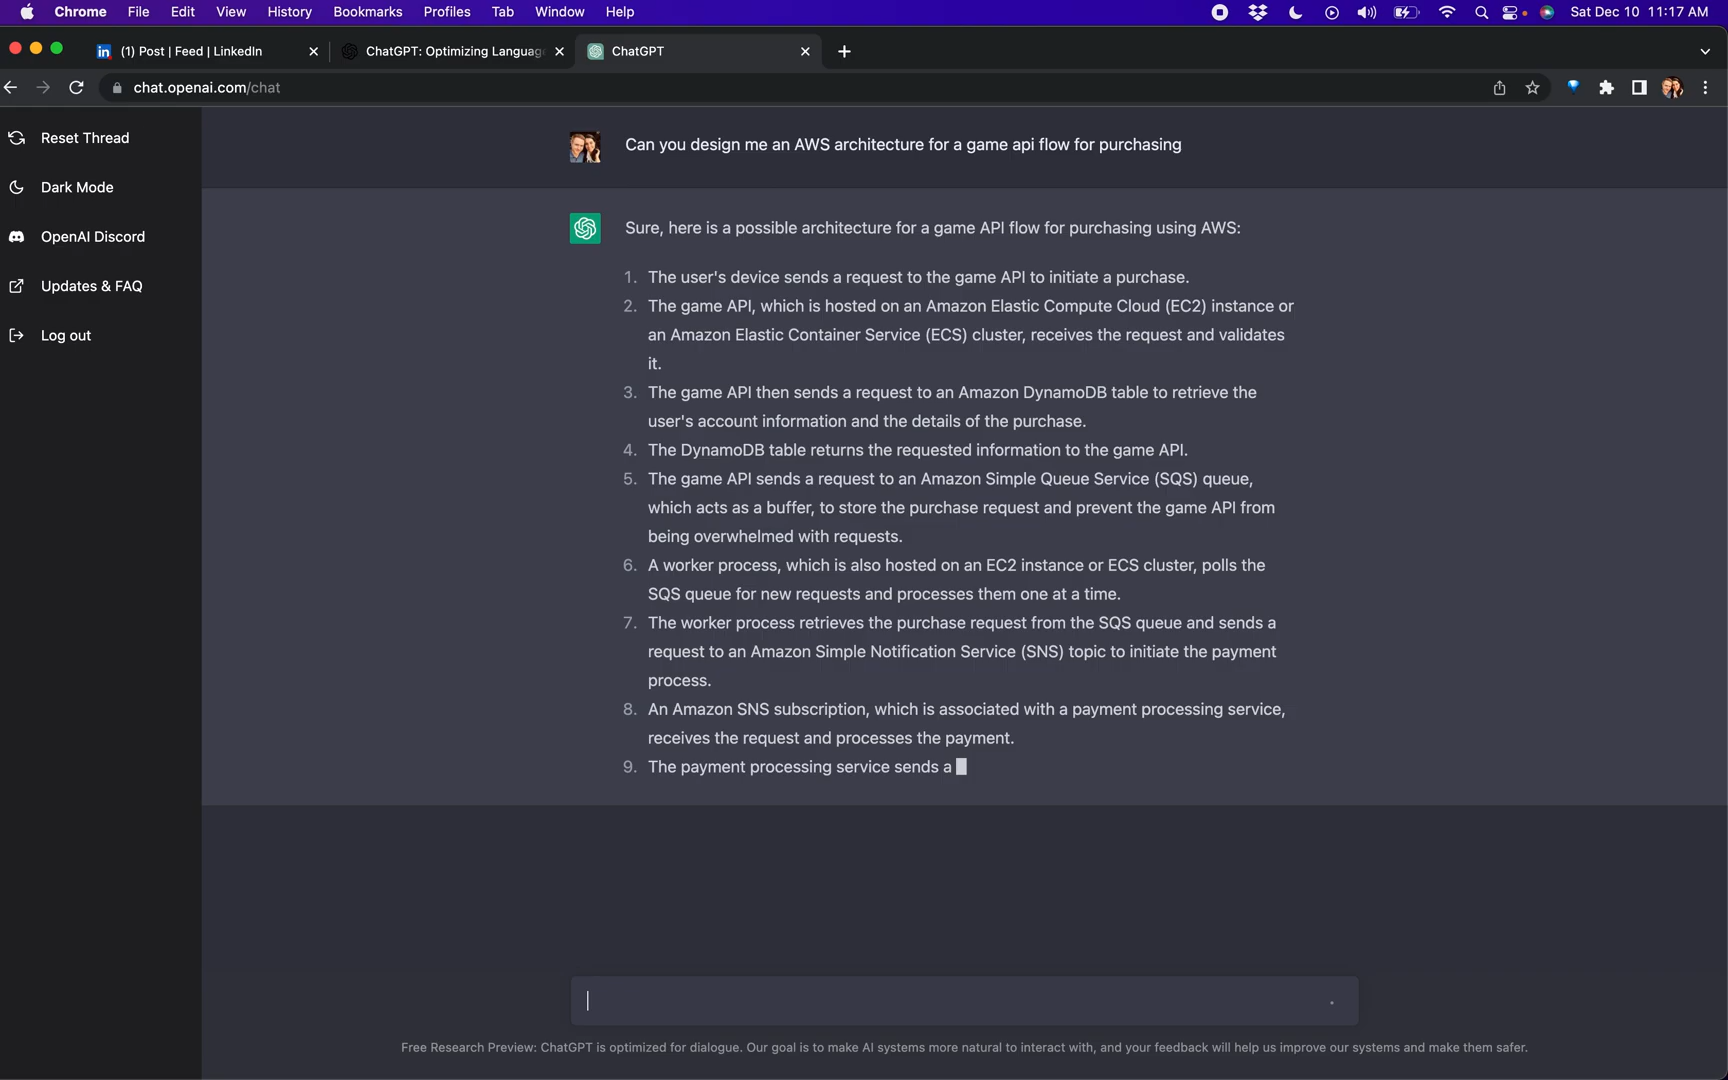 Chrome File Edit View History Bookmarks Profiles Tab Window Help Sat Dec 10 11:17 AM
in (1) Post | Feed | LinkedIn ChatGPT: Optimizing Language ChatGPT
chat.openai.com/chat
Reset Thread
Dark Mode
OpenAI Discord
Updates & FAQ
Log out
Can you design me an AWS architecture for a game api flow for purchasing
Sure, here is a possible architecture for a game API flow for purchasing using AWS:
1. The user's device sends a request to the game API to initiate a purchase.
2. The game API, which is hosted on an Amazon Elastic Compute Cloud (EC2) instance or
an Amazon Elastic Container Service (ECS) cluster, receives the request and validates
it.
3. The game API then sends a request to an Amazon DynamoDB table to retrieve the
user's account information and the details of the purchase.
4. The DynamoDB table returns the requested information to the game API.
5. The game API sends a request to an Amazon Simple Queue Service (SQS) queue,
which acts as a buffer, to store the purchase request and prevent the game API from
being overwhelmed with requests.
6. A worker process, which is also hosted on an EC2 instance or ECS cluster, polls the
SQS queue for new requests and processes them one at a time.
7. The worker process retrieves the purchase request from the SQS queue and sends a
request to an Amazon Simple Notification Service (SNS) topic to initiate the payment
process.
8. An Amazon SNS subscription, which is associated with a payment processing service,
receives the request and processes the payment.
9. The payment processing service sends a
Free Research Preview: ChatGPT is optimized for dialogue. Our goal is to make AI systems more natural to interact with, and your feedback will help us improve our systems and make them safer.